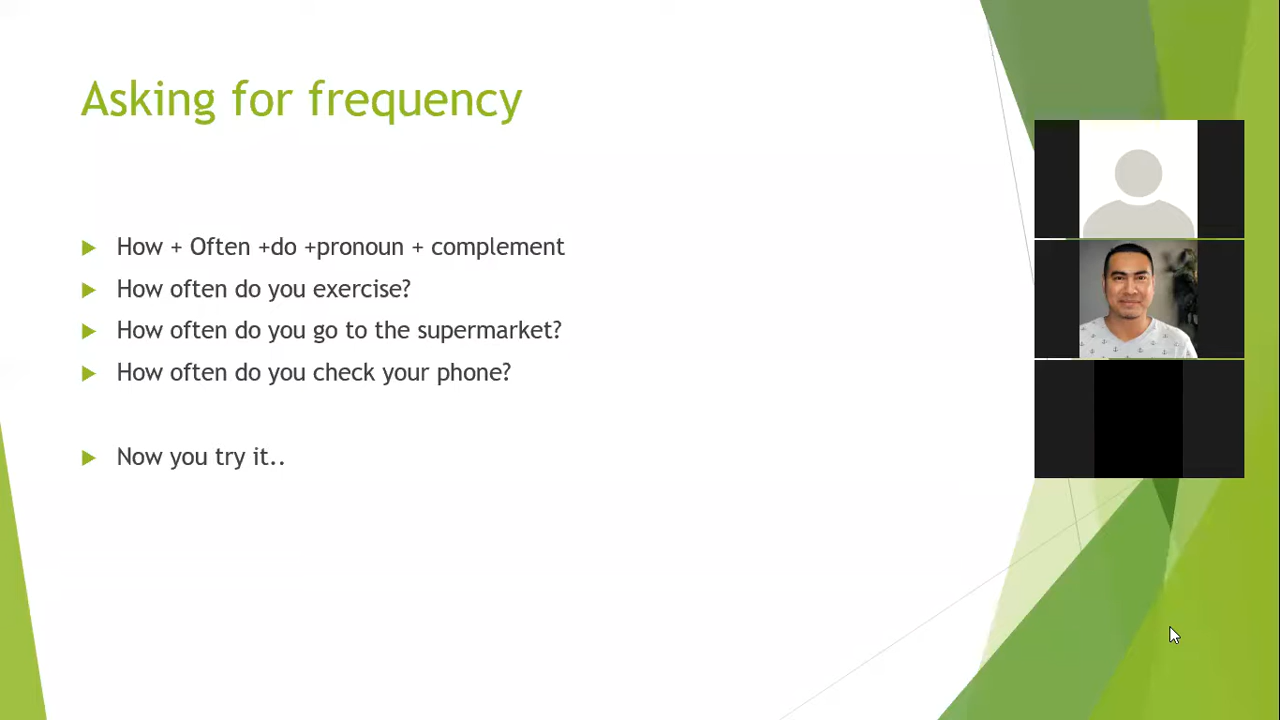 Asking for frequency
How + Often +do +pronoun + complement
How often do you exercise?
How often do you go to the supermarket?
How often do you check your phone?
Now you try it..